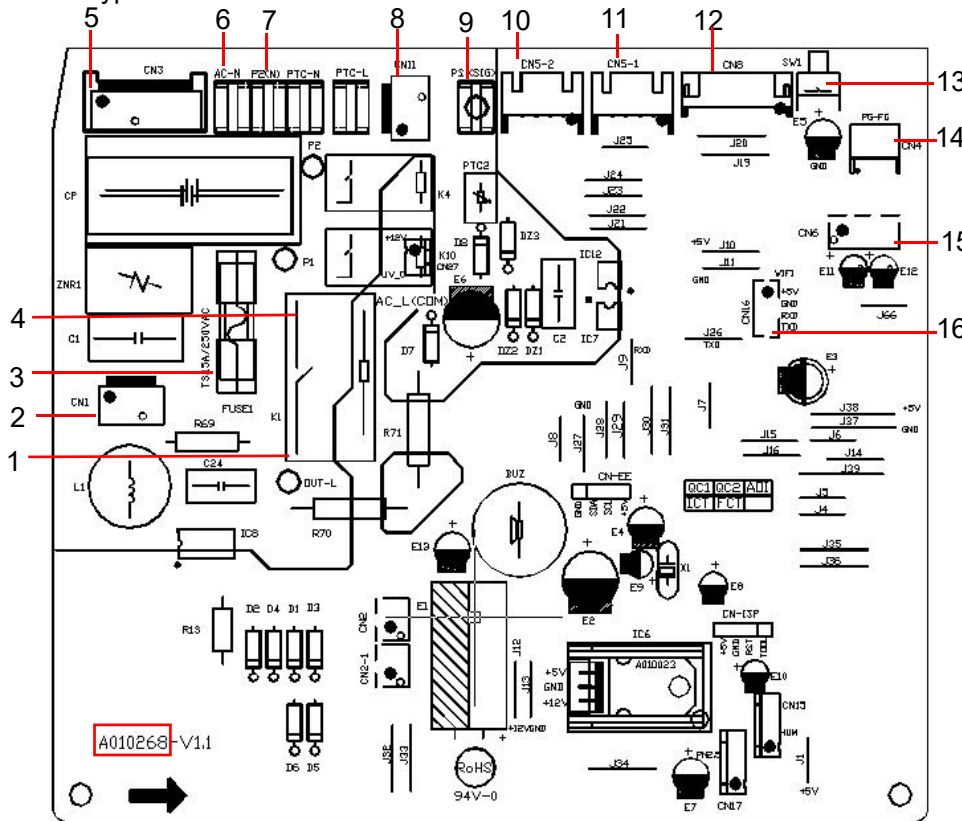 5
6
7
8
9
10
11
12
13
14
15
16
4
3
2
1
CN3
AC-N
P2(N)
PTC-N
PTC-L
CN11
P1(SIG)
CN5-2
CN5-1
CN8
SW1
E5
GND
PG-FG
CN4
P2
CP
K4
PTC2
J25
J24
J23
J22
J21
J20
J19
+12V
K10
CN27
P1
D8
DZ3
IC12
+5V
J10
J11
GND
CN6
E11
E12
J66
ZNR1
T3.15A/250VAC
FUSE1
AC_L(COM)
E6
DZ2
DZ1
C2
IC7
WIFI
+5V
GND
RXD
TXD
CN16
J26
TXD
C1
D7
J9
RXD
E3
CN1
K1
R69
R71
GND
J8
J27
J28
J29
J30
J31
J7
J38
+5V
J37
GND
J15
J6
J16
J14
J39
L1
C24
OUT-L
R70
BUZ
CN-EE
GND
SDA
SCL
+5V
QC1 QC2 AOI
ICT FCT
J5
J4
IC8
E13
E4
E9
X1
J35
J36
E8
R13
D2
D4
D1
D3
CN2
CN2-1
E1
J12
J13
E2
IC6
A010023
+5V
GND
+12V
CN-ISP
+5V
GND
RST
TOOL
E10
CN15
HUM
D6
D5
J32
J33
+12VGND
A010268-V1.1
RoHS
94V-0
J34
E7
PM2.5
CN17
J1
+5V